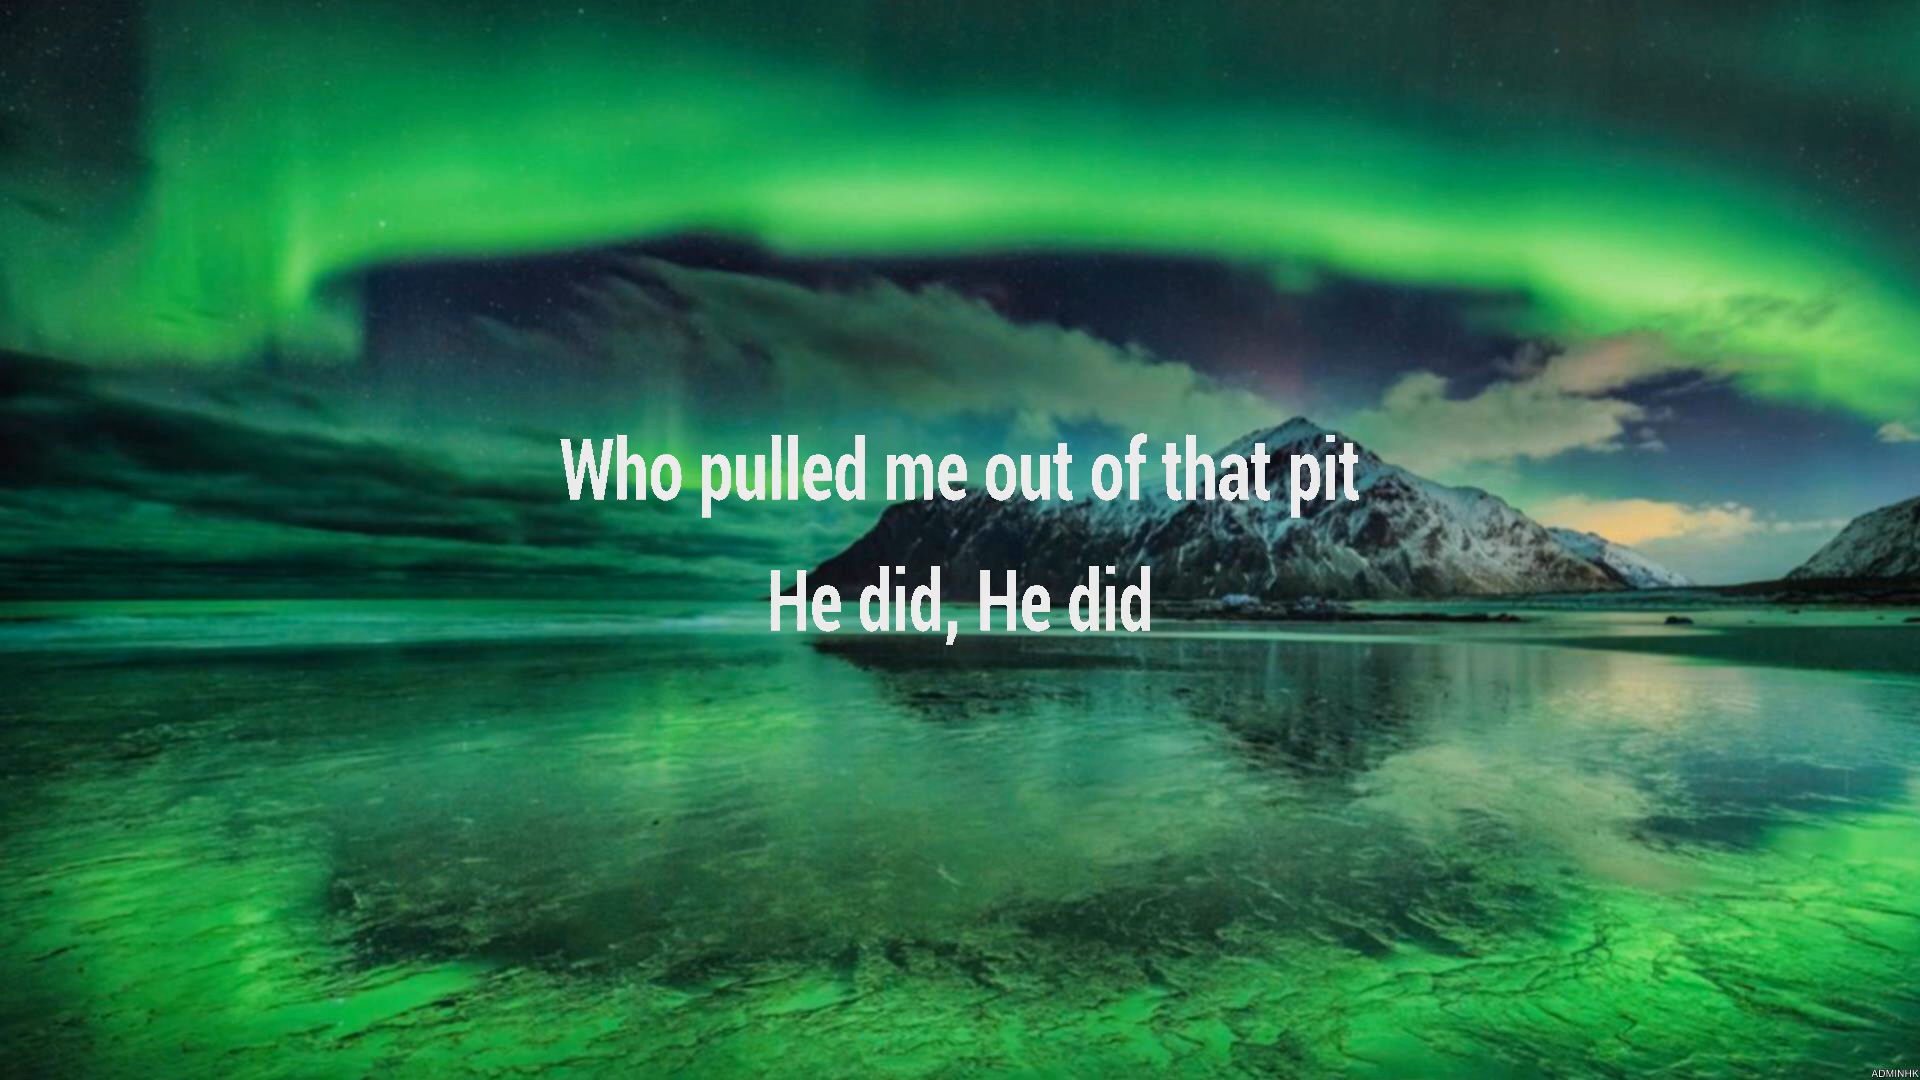 Who pulled me out of that pit
He did, He did
ADMINHK